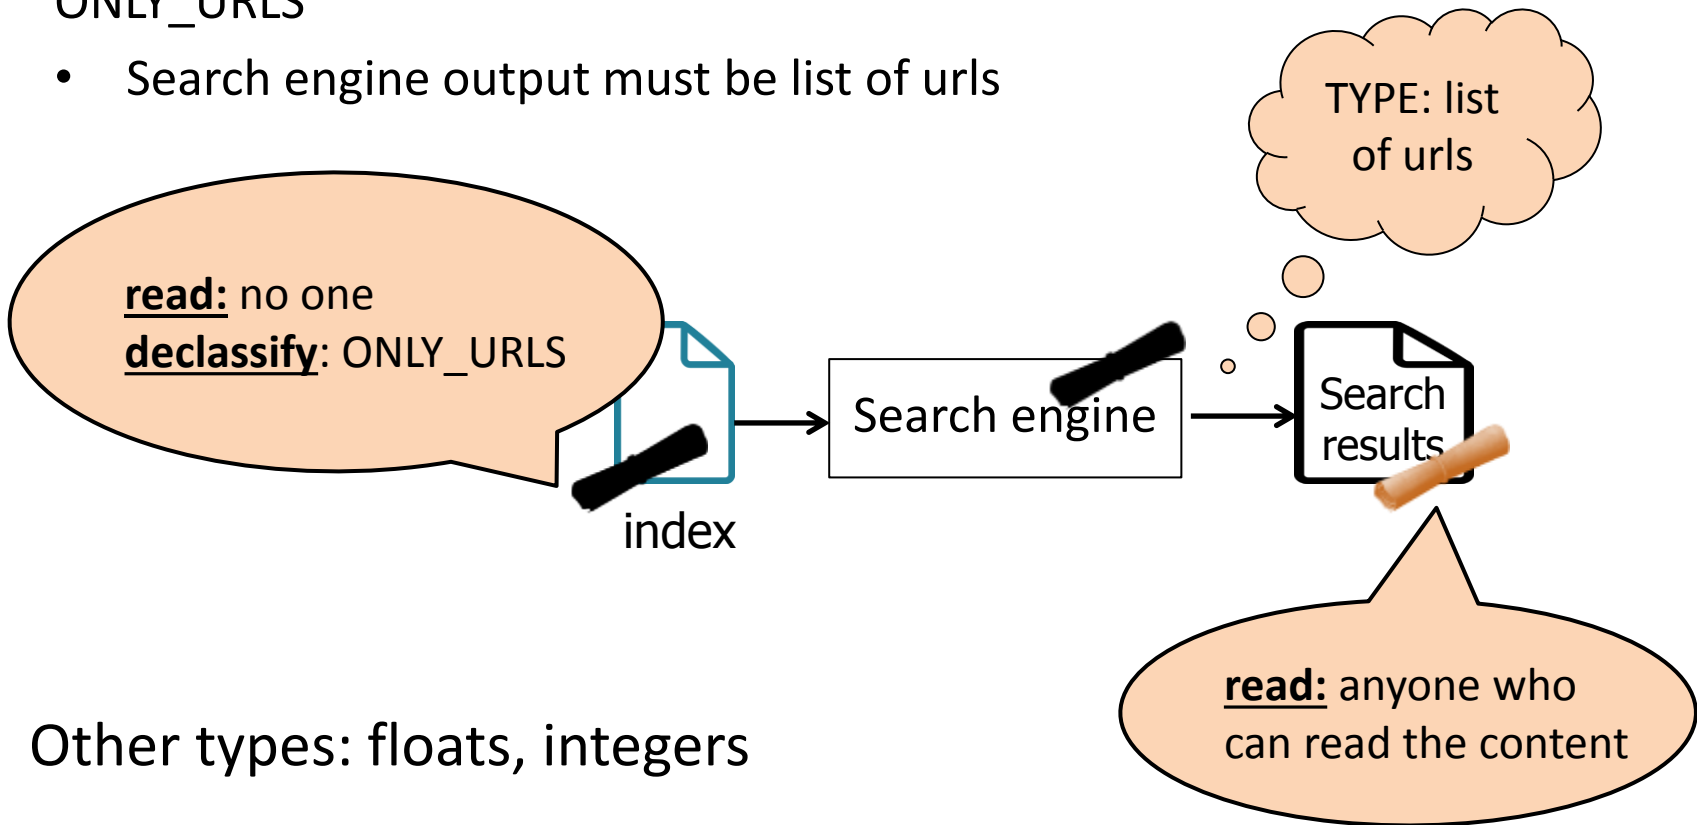 ONLY_URLS
• Search engine output must be list of urls
TYPE: list
of urls
read: no one
declassify: ONLY_URLS
index
Search engine
Search
results
read: anyone who
can read the content
Other types: floats, integers